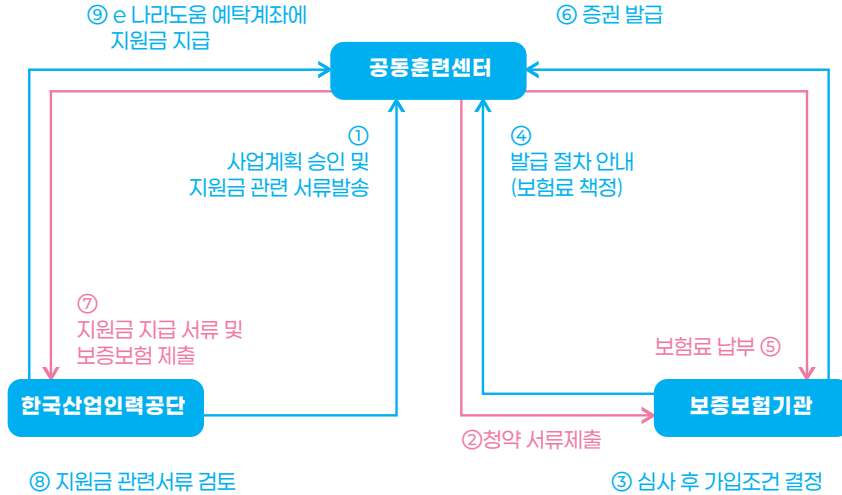 ⑨ e 나라도움 예탁계좌에
지원금 지급
⑥ 증권 발급
공동훈련센터
①
사업계획 승인 및
지원금 관련 서류발송
④
발급 절차 안내
(보험료 책정)
⑦
지원금 지급 서류 및
보증보험 제출
보험료 납부 ⑤
한국산업인력공단
보증보험기관
②청약 서류제출
⑧ 지원금 관련서류 검토
③ 심사 후 가입조건 결정